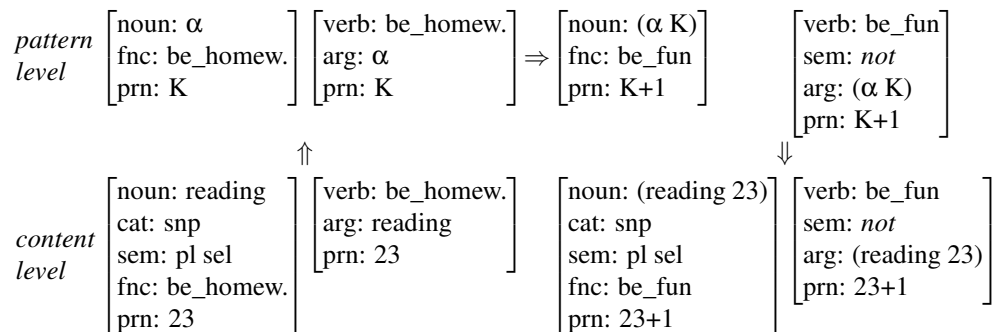 pattern level
noun: α
fnc: be_homew.
prn: K
verb: be_homew.
arg: α
prn: K
⇒
noun: (α K)
fnc: be_fun
prn: K+1
verb: be_fun
sem: not
arg: (α K)
prn: K+1
⇑
⇓
content level
noun: reading
cat: snp
sem: pl sel
fnc: be_homew.
prn: 23
verb: be_homew.
arg: reading
prn: 23
noun: (reading 23)
cat: snp
sem: pl sel
fnc: be_fun
prn: 23+1
verb: be_fun
sem: not
arg: (reading 23)
prn: 23+1